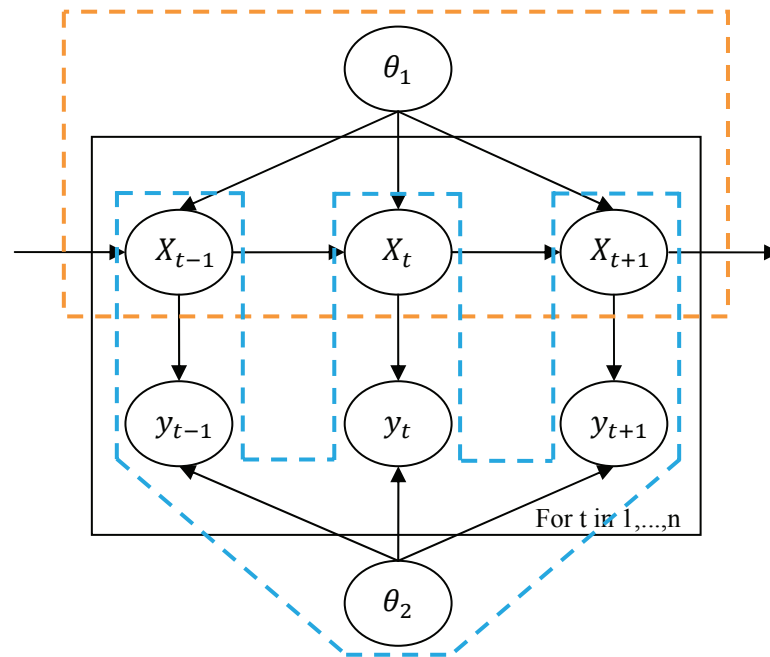 θ₁
Xₜ₋₁ Xₜ Xₜ₊₁
yₜ₋₁ yₜ yₜ₊₁
For t in 1,...,n
θ₂